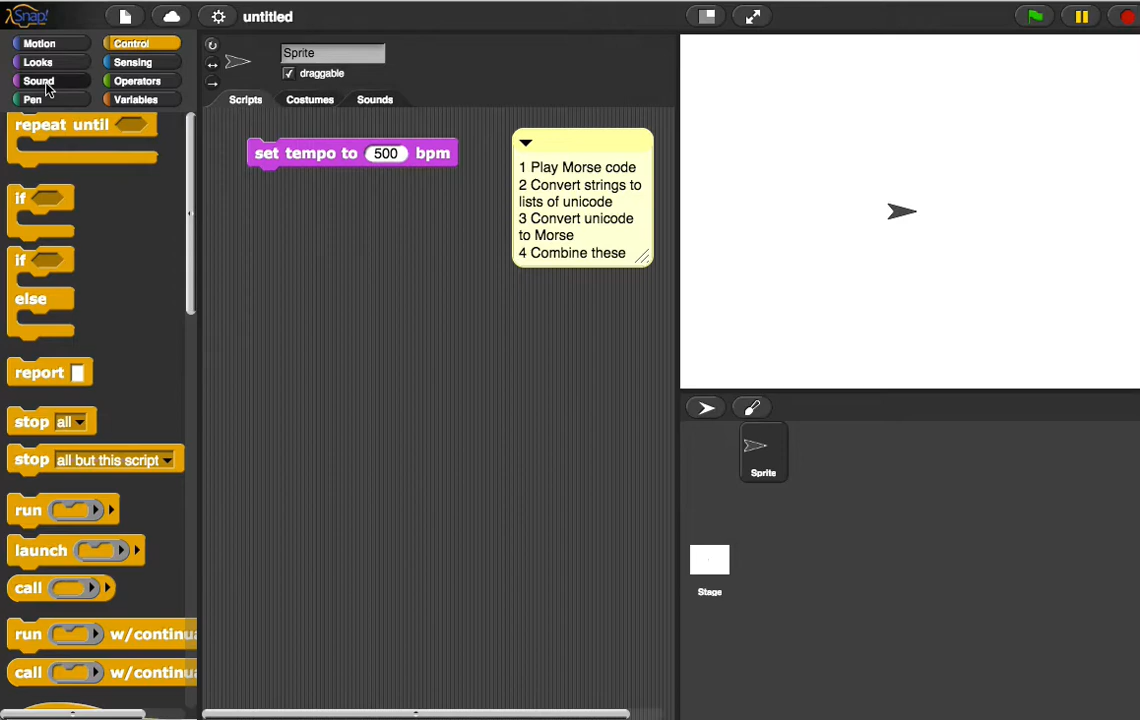 Snap!
untitled
Motion
Control
Looks
Sensing
Sound
Operators
Pen
Variables
Sprite
draggable
Scripts
Costumes
Sounds
repeat until
if
if
else
report
stop all
stop all but this script
run
launch
call
run w/continua
call w/continua
set tempo to 500 bpm
1 Play Morse code
2 Convert strings to
lists of unicode
3 Convert unicode
to Morse
4 Combine these
Sprite
Stage